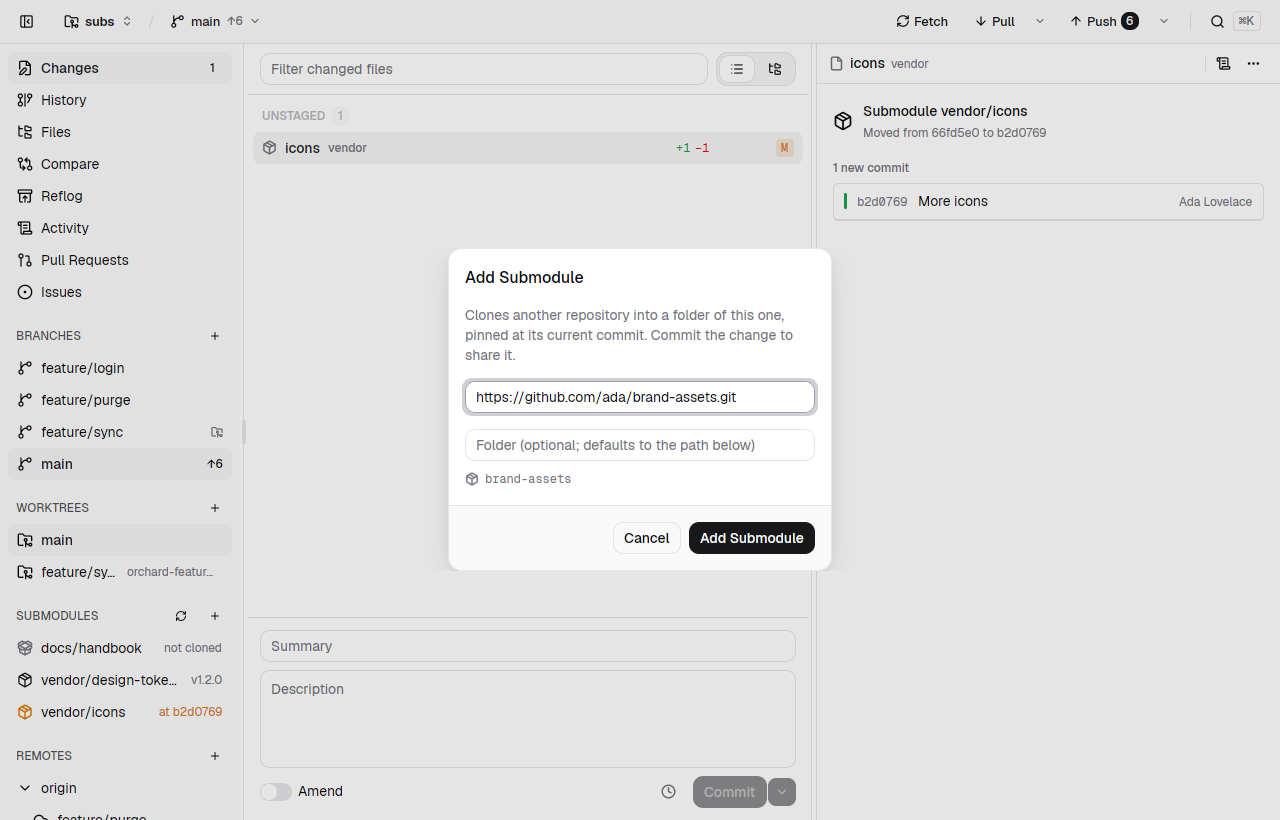 subs / main ↑6 Fetch Pull Push 6 ⌘K
Changes 1
History
Files
Compare
Reflog
Activity
Pull Requests
Issues
BRANCHES
feature/login
feature/purge
feature/sync
main ↑6
WORKTREES
main
feature/sy… orchard-featur…
SUBMODULES
docs/handbook not cloned
vendor/design-toke… v1.2.0
vendor/icons at b2d0769
REMOTES
origin
feature/purge
Filter changed files
UNSTAGED 1
icons vendor +1 −1 M
Summary
Description
Amend Commit
icons vendor
Submodule vendor/icons
Moved from 66fd5e0 to b2d0769
1 new commit
b2d0769 More icons Ada Lovelace
Add Submodule
Clones another repository into a folder of this one,
pinned at its current commit. Commit the change to
share it.
https://github.com/ada/brand-assets.git
Folder (optional; defaults to the path below)
brand-assets
Cancel Add Submodule